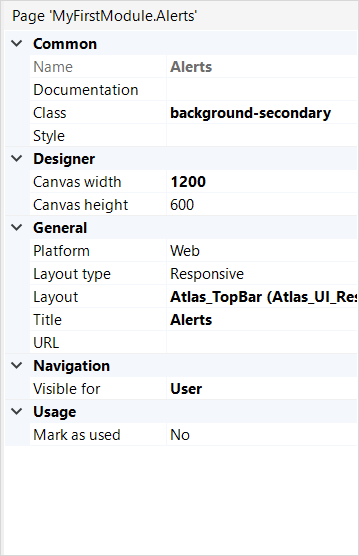 Page 'MyFirstModule.Alerts'
Common
Name Alerts
Documentation
Class background-secondary
Style
Designer
Canvas width 1200
Canvas height 600
General
Platform Web
Layout type Responsive
Layout Atlas_TopBar (Atlas_UI_Res
Title Alerts
URL
Navigation
Visible for User
Usage
Mark as used No